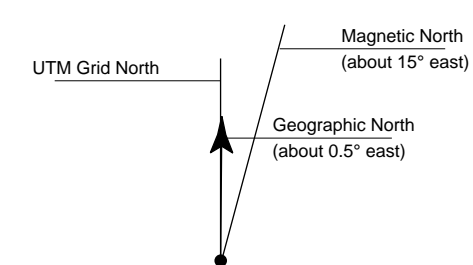 Magnetic North
(about 15° east)
UTM Grid North
Geographic North
(about 0.5° east)